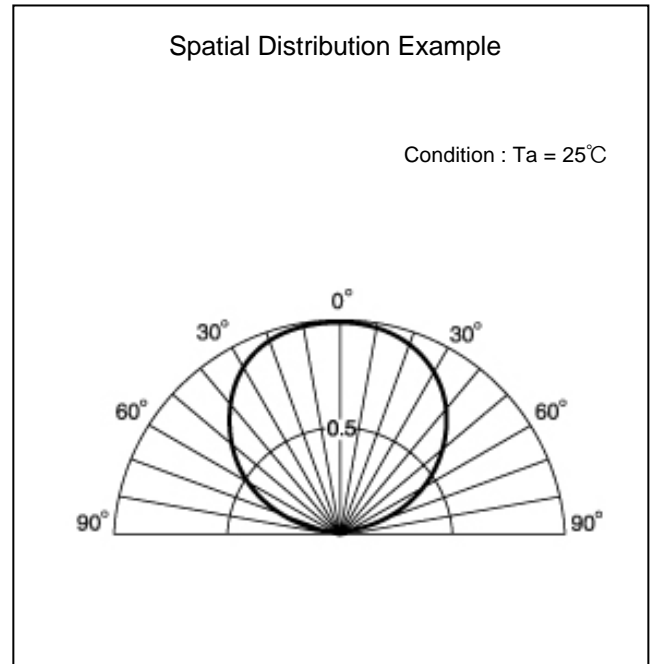 Spatial Distribution Example
Condition : Ta = 25℃
0°
30° 30°
60° 60°
0.5
90° 90°